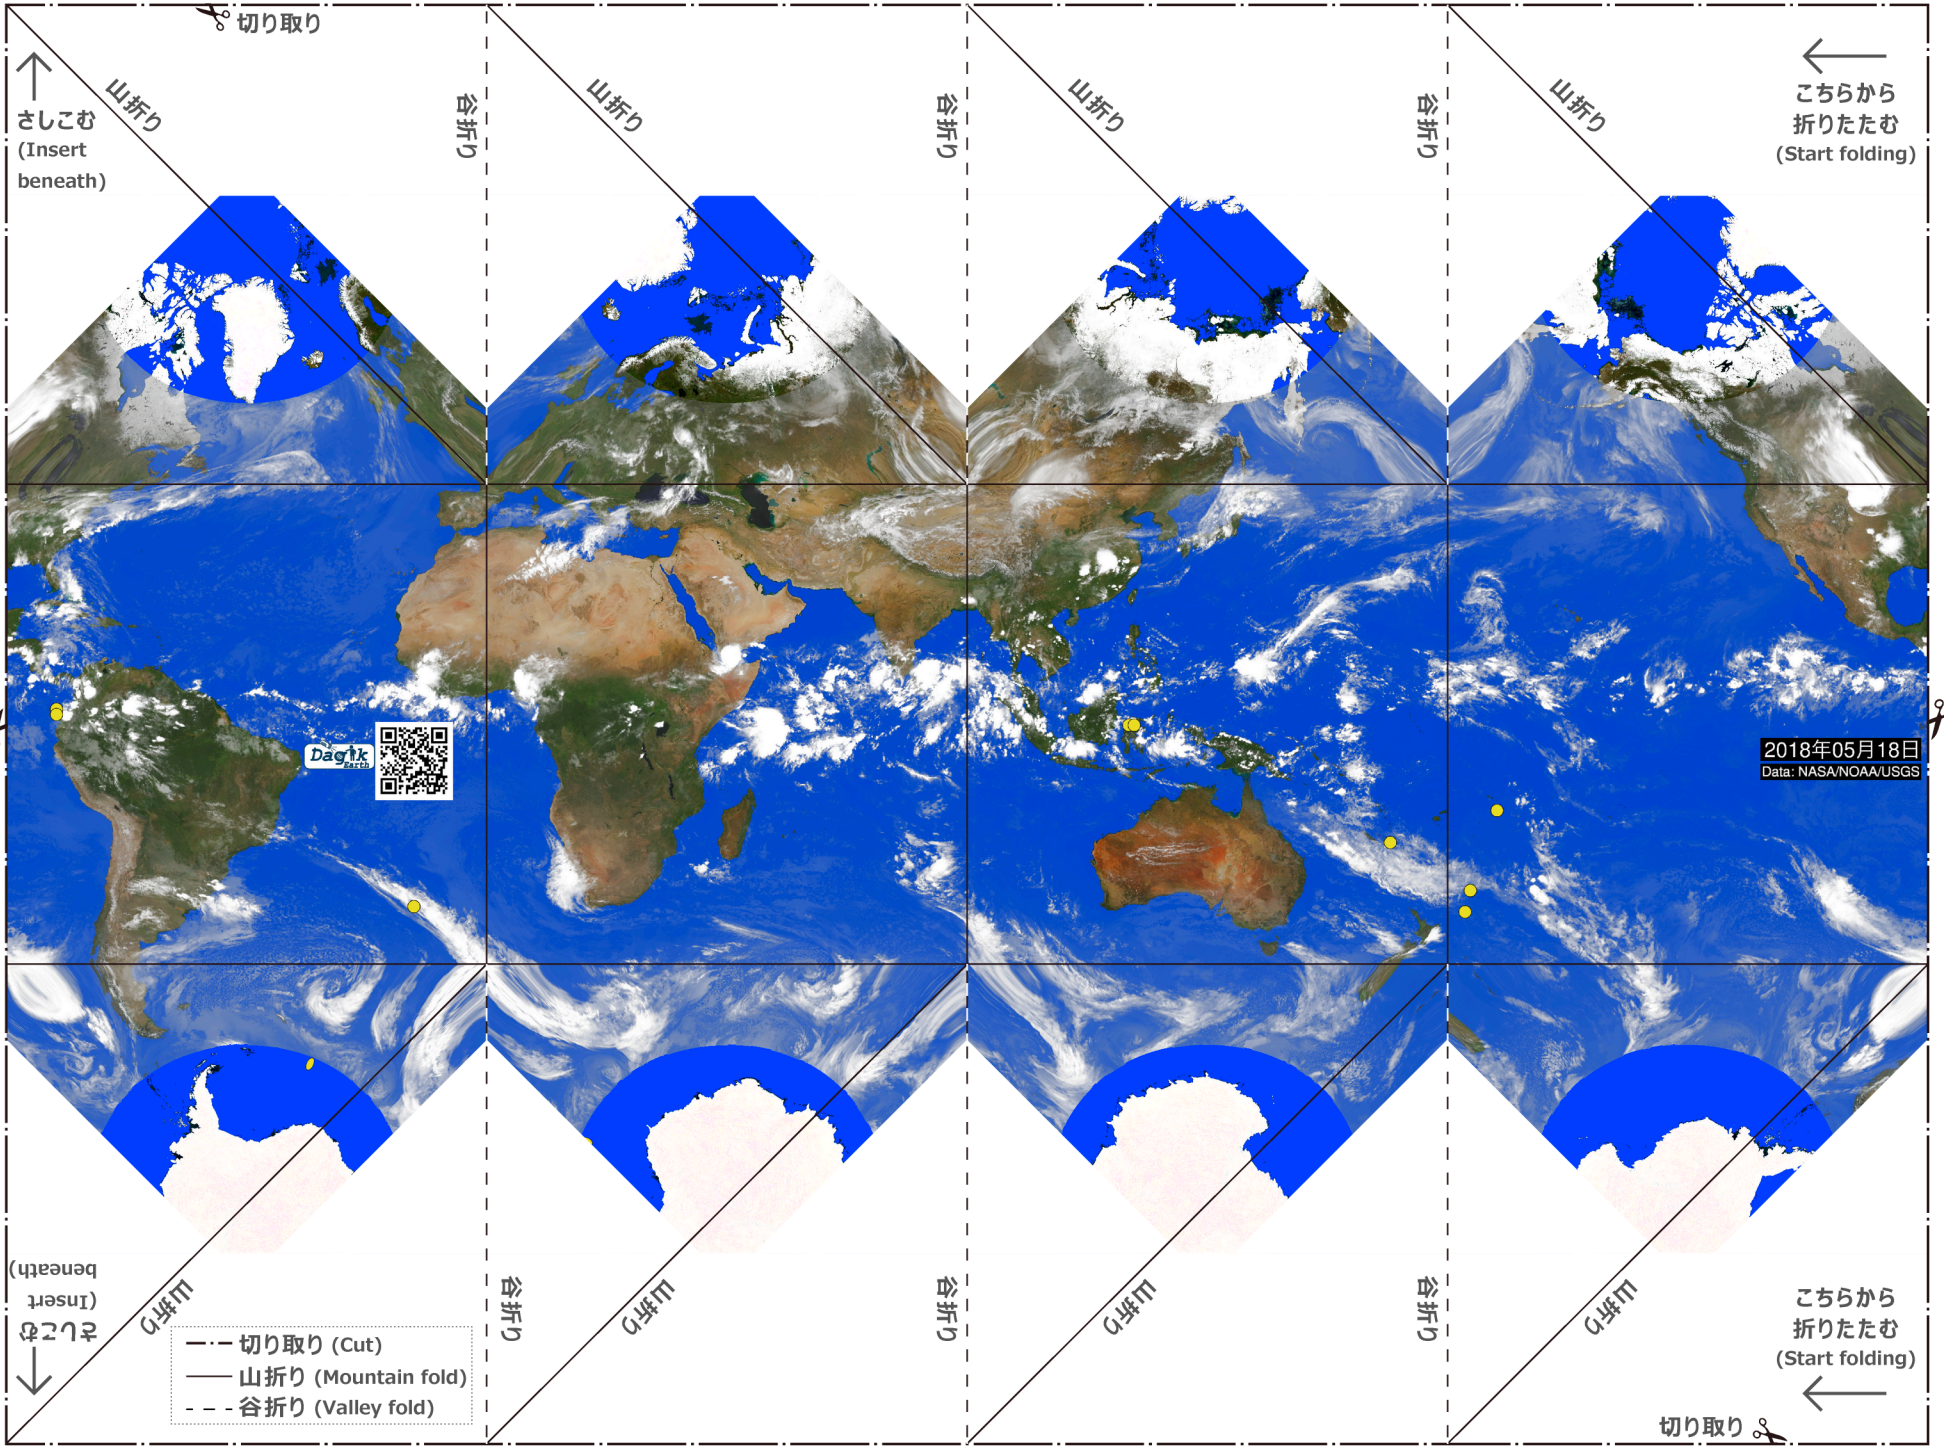 切り取り
山折り
谷折り
山折り
谷折り
山折り
谷折り
山折り
さしこむ
(Insert
beneath)
こちらから
折りたたむ
(Start folding)
Dagik
Earth
2018年05月18日
Data: NASA/NOAA/USGS
さしこむ
(Insert
beneath)
山折り
谷折り
山折り
谷折り
山折り
谷折り
山折り
切り取り (Cut)
山折り (Mountain fold)
谷折り (Valley fold)
こちらから
折りたたむ
(Start folding)
切り取り